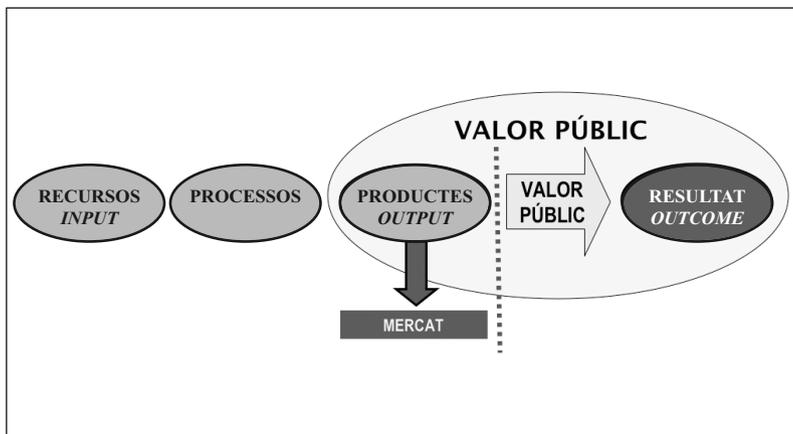 VALOR PÚBLIC
RECURSOS
INPUT
PROCESSOS
PRODUCTES
OUTPUT
VALOR
PÚBLIC
RESULTAT
OUTCOME
MERCAT